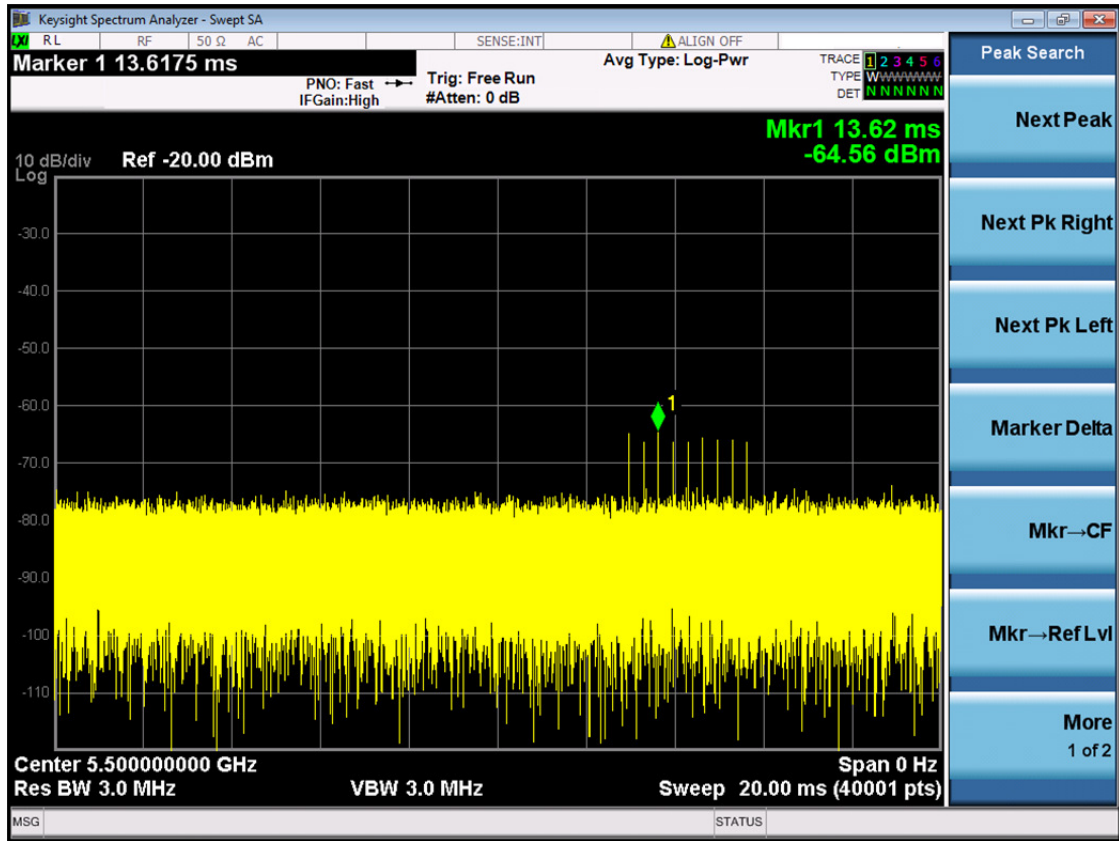 Keysight Spectrum Analyzer - Swept SA
LXI RL RF 50 Ω AC SENSE:INT ALIGN OFF
Marker 1 13.6175 ms
PNO: Fast
IFGain:High
Trig: Free Run
#Atten: 0 dB
Avg Type: Log-Pwr
TRACE 1 2 3 4 5 6
TYPE WWWWWW
DET N N N N N N
Mkr1 13.62 ms
-64.56 dBm
10 dB/div Ref -20.00 dBm
Log
-30.0
-40.0
-50.0
-60.0
1
-70.0
-80.0
-90.0
-100
-110
Center 5.500000000 GHz
Span 0 Hz
Res BW 3.0 MHz
VBW 3.0 MHz
Sweep 20.00 ms (40001 pts)
MSG
STATUS
Peak Search
Next Peak
Next Pk Right
Next Pk Left
Marker Delta
Mkr→CF
Mkr→Ref Lvl
More
1 of 2